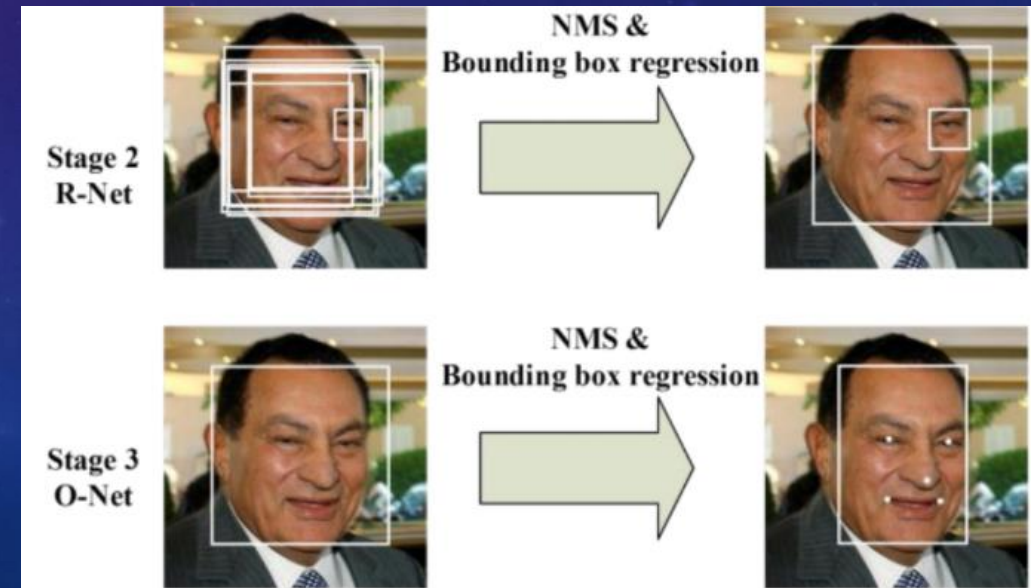 NMS &
Bounding box regression
Stage 2
R-Net
NMS &
Bounding box regression
Stage 3
O-Net